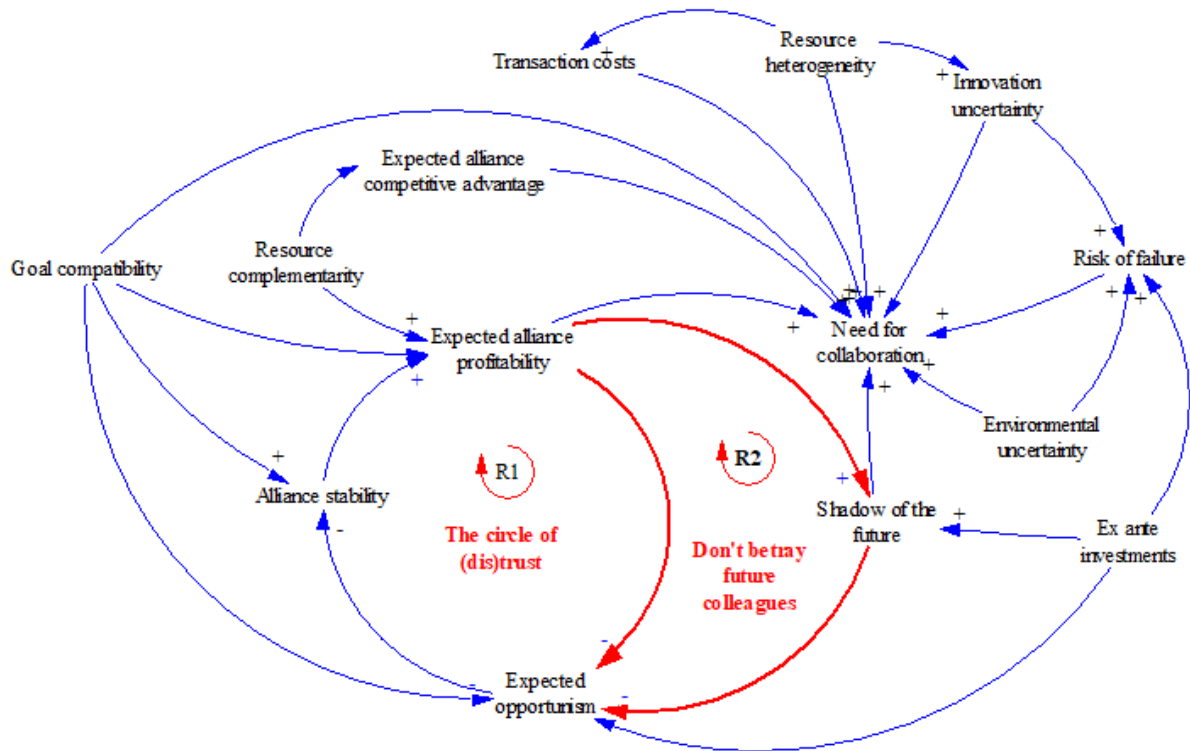 Resource
heterogeneity
Transaction costs
+
+
Innovation
uncertainty
Expected alliance
competitive advantage
+
Risk of failure
Resource
complementarity
Goal compatibility
+
+
+
+
+
+
Expected alliance
profitability
Need for
collaboration
+
+
+
+
Environmental
uncertainty
R1
R2
+
Alliance stability
-
+
Shadow of the
future
+
Ex ante
investments
The circle of
(dis)trust
Don't betray
future
colleagues
-
-
-
Expected
opportunism